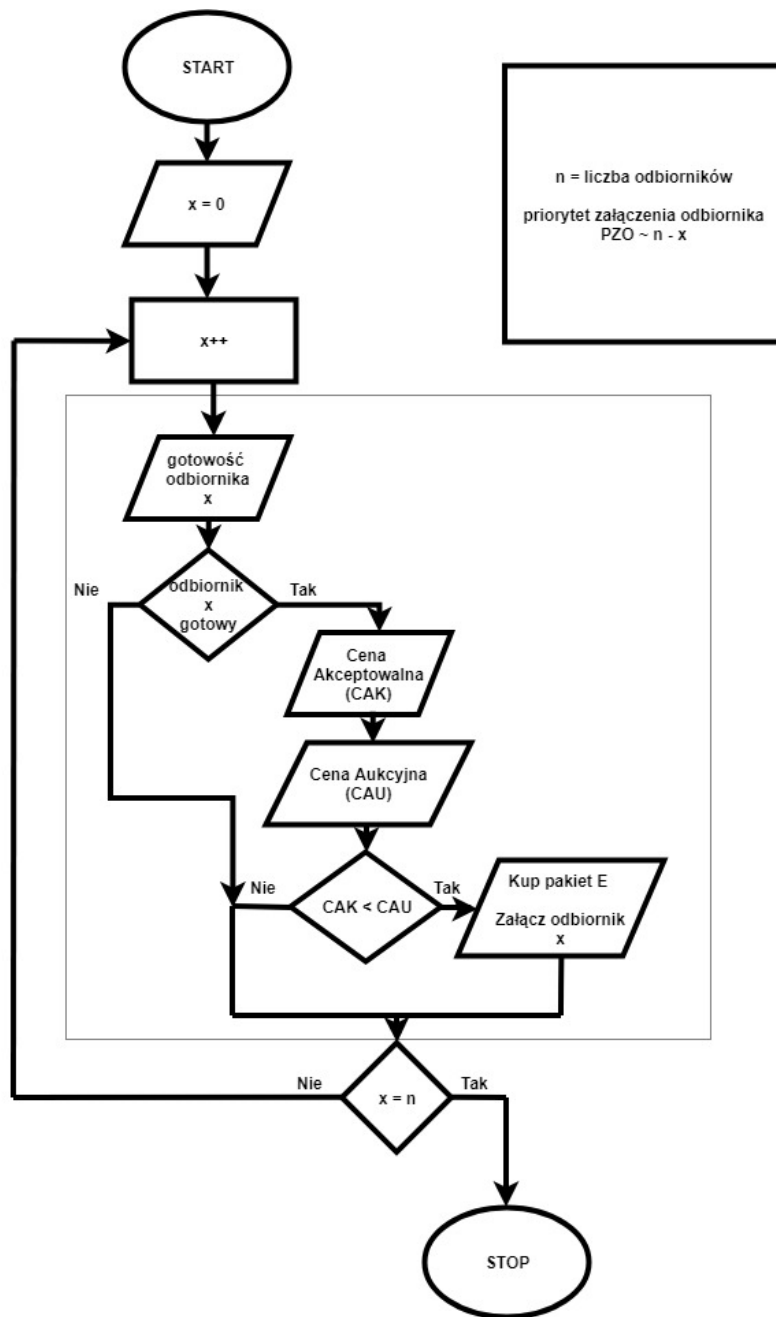 START
n = liczba odbiorników
priorytet załączenia odbiornika
PZO ~ n - x
x = 0
x++
gotowość
odbiornika
x
Nie
odbiornik
x
gotowy
Tak
Cena
Akceptowalna
(CAK)
Cena Aukcyjna
(CAU)
Nie
CAK < CAU
Tak
Kup pakiet E
Załącz odbiornik
x
Nie
x = n
Tak
STOP